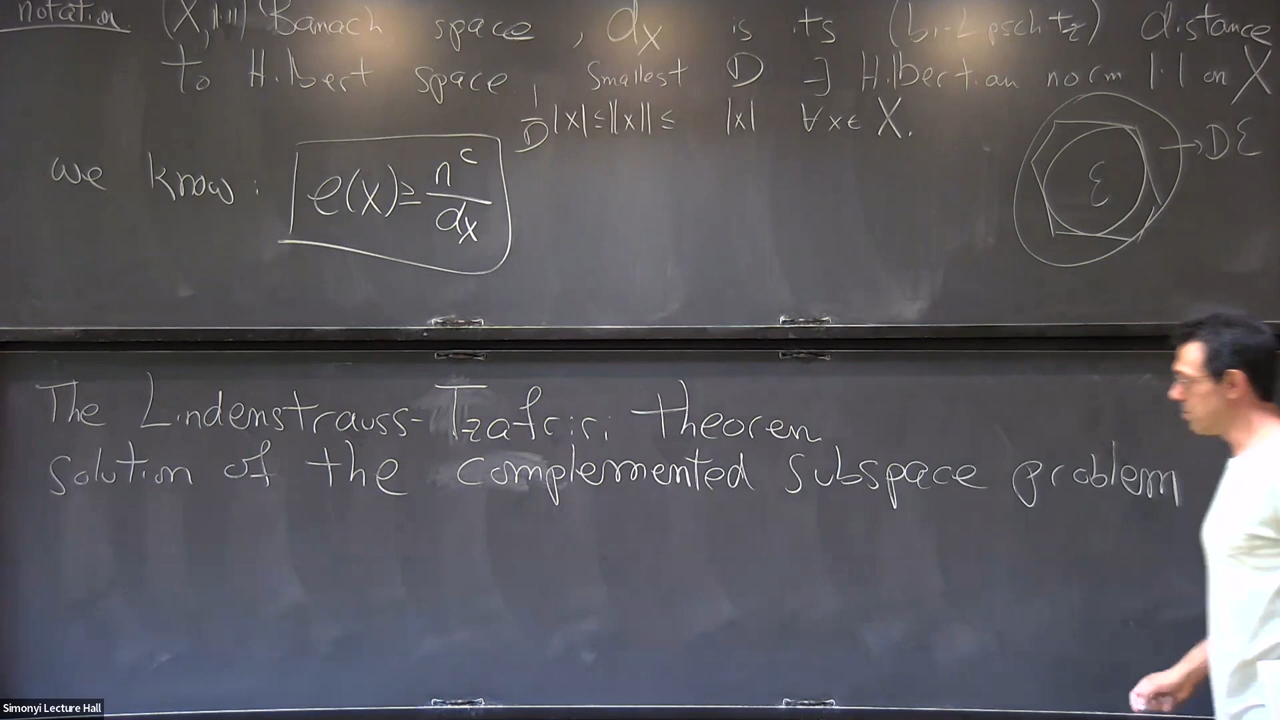 notation. (X,||·||) Banach space, d_X is its (bi-Lipschitz) distance
to Hilbert space. Smallest D ∃ Hilbertian norm |·| on X
1/D |x| ≤ ||x|| ≤ |x| ∀x∈X.
→ DE
E
we know: e(X) ≥ n^c/d_X
The Lindenstrauss-Tzafriri theorem
solution of the complemented subspace problem
Simonyi Lecture Hall